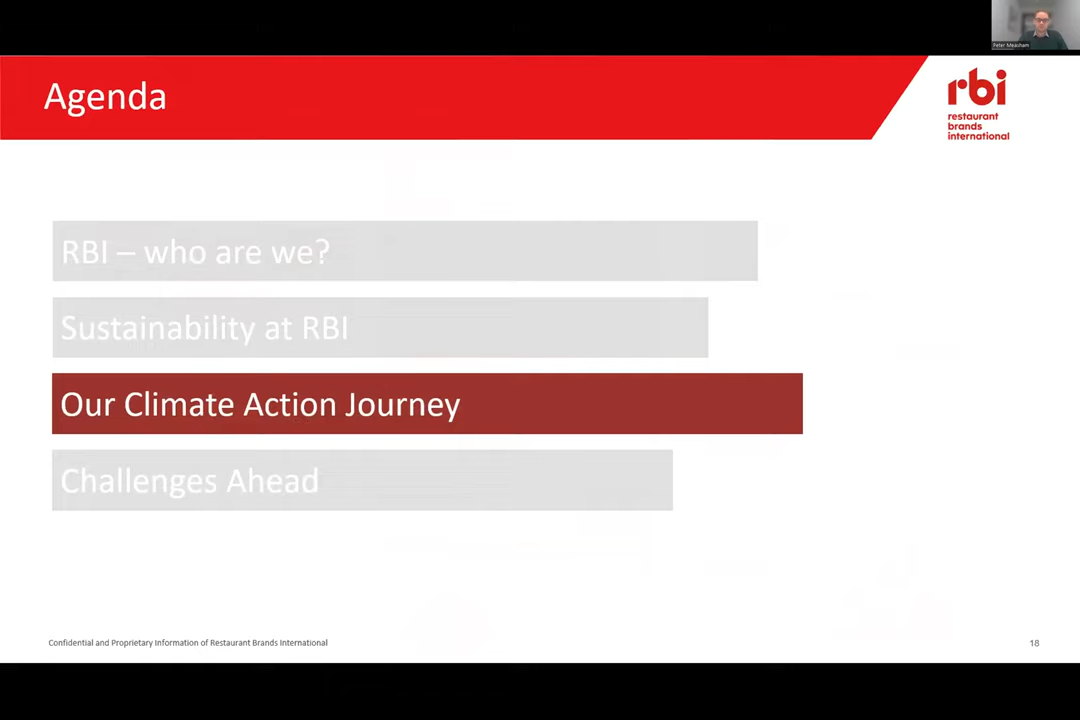 Peter Measham
Agenda
rbi
restaurant
brands
international
RBI – who are we?
Sustainability at RBI
Our Climate Action Journey
Challenges Ahead
Confidential and Proprietary Information of Restaurant Brands International
18